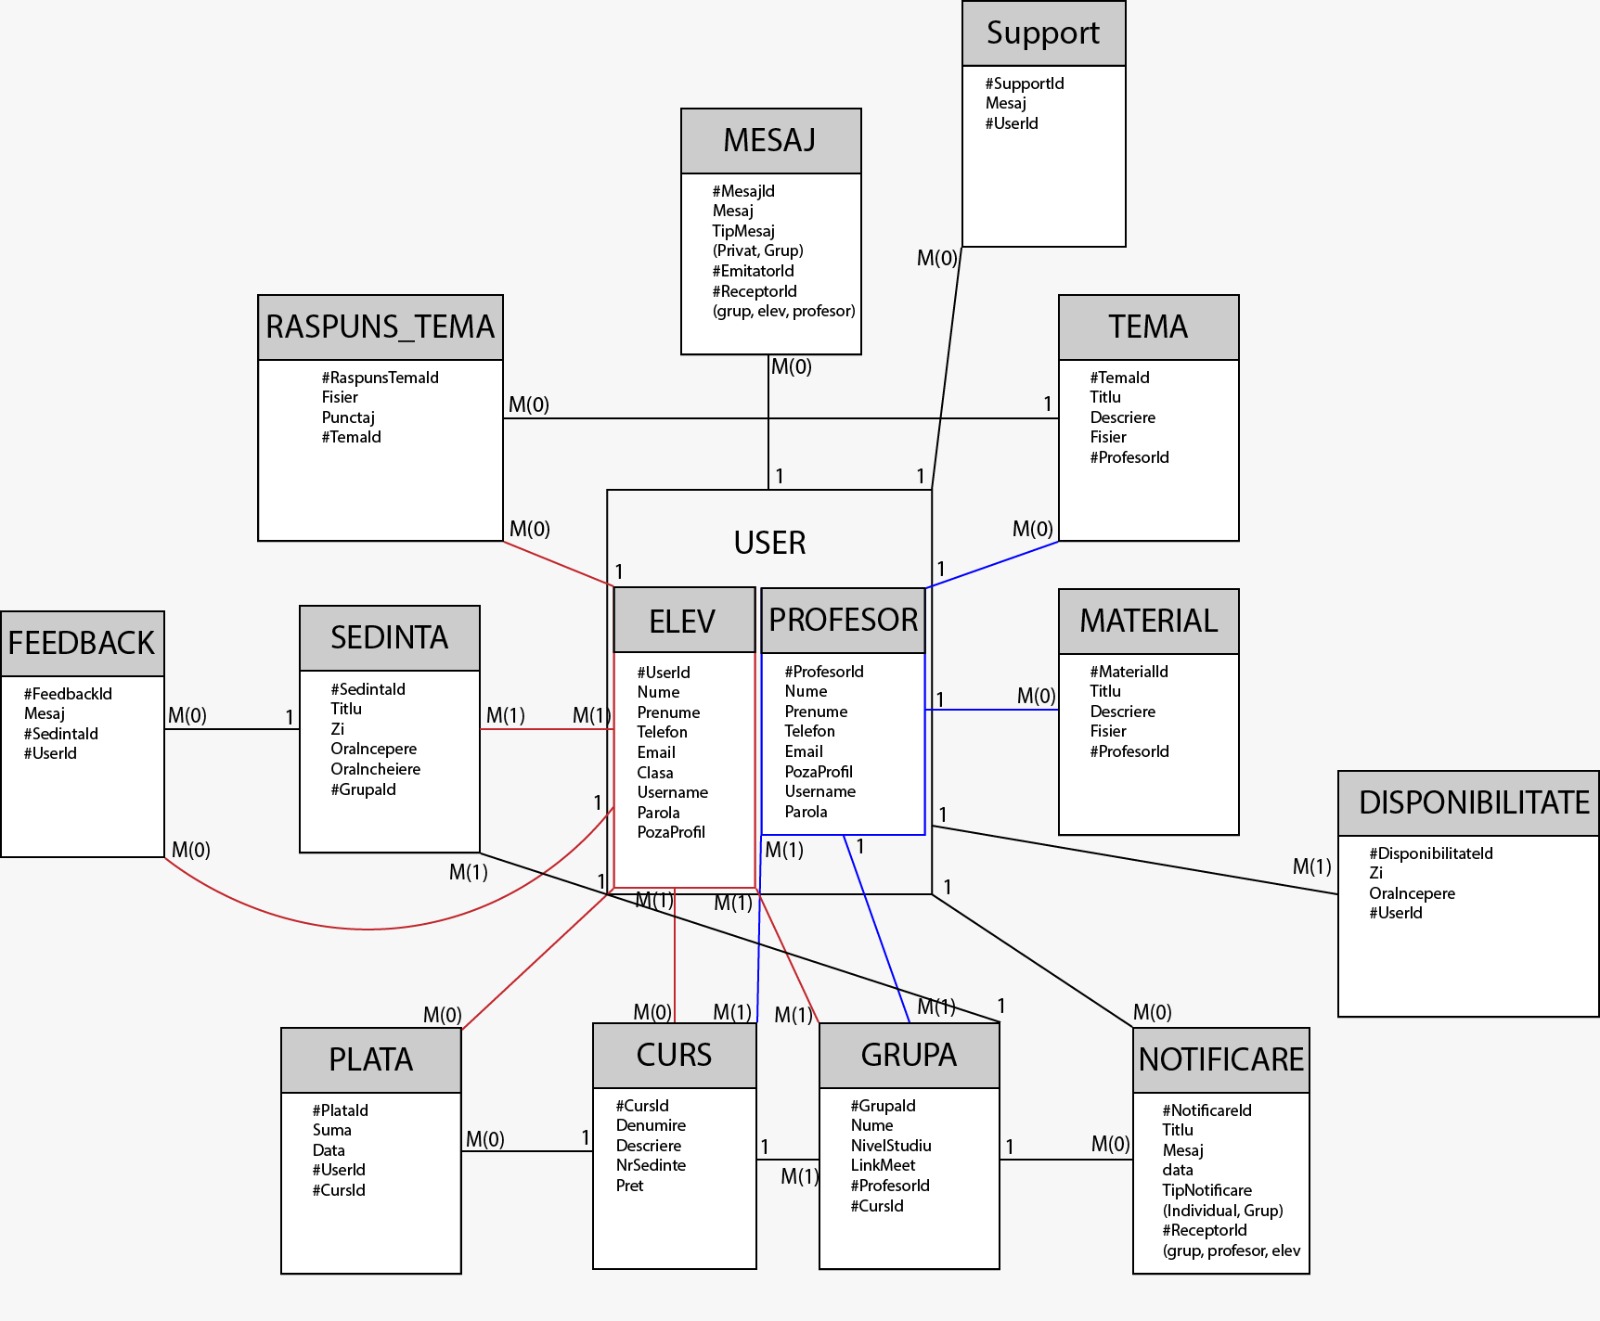 Support
#SupportId
Mesaj
#UserId
M(0)
MESAJ
#MesajId
Mesaj
TipMesaj
(Privat, Grup)
#EmitatorId
#ReceptorId
(grup, elev, profesor)
M(0)
RASPUNS_TEMA
#RaspunsTemaId
Fisier
Punctaj
#TemaId
M(0)
M(0)
TEMA
#TemaId
Titlu
Descriere
Fisier
#ProfesorId
1
M(0)
1
1
USER
1
1
FEEDBACK
#FeedbackId
Mesaj
#SedintaId
#UserId
M(0)
M(0)
SEDINTA
#SedintaId
Titlu
Zi
OraIncepere
OraIncheiere
#GrupaId
1
M(1)
M(1)
M(1)
ELEV
#UserId
Nume
Prenume
Telefon
Email
Clasa
Username
Parola
PozaProfil
1
1
M(1)
M(1)
PROFESOR
#ProfesorId
Nume
Prenume
Telefon
Email
PozaProfil
Username
Parola
1
1
M(1)
1
1
MATERIAL
#MaterialId
Titlu
Descriere
Fisier
#ProfesorId
M(0)
DISPONIBILITATE
#DisponibilitateId
Zi
OraIncepere
#UserId
M(1)
M(0)
PLATA
#PlataId
Suma
Data
#UserId
#CursId
M(0)
M(0)
M(1)
CURS
#CursId
Denumire
Descriere
NrSedinte
Pret
1
1
M(1)
M(1)
M(1)
1
GRUPA
#GrupaId
Nume
NivelStudiu
LinkMeet
#ProfesorId
#CursId
1
M(0)
M(0)
NOTIFICARE
#NotificareId
Titlu
Mesaj
data
TipNotificare
(Individual, Grup)
#ReceptorId
(grup, profesor, elev